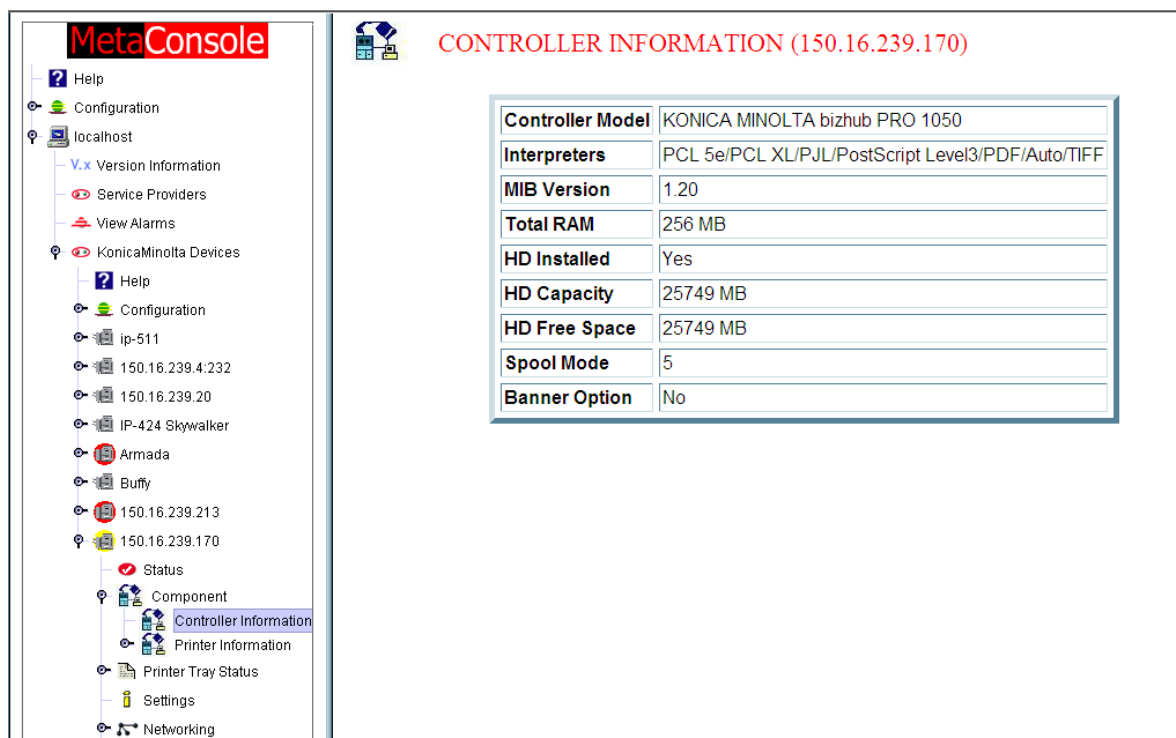 MetaConsole
Help
Configuration
localhost
V.x Version Information
Service Providers
View Alarms
KonicaMinolta Devices
Help
Configuration
ip-511
150.16.239.4:232
150.16.239.20
IP-424 Skywalker
Armada
Buffy
150.16.239.213
150.16.239.170
Status
Component
Controller Information
Printer Information
Printer Tray Status
Settings
Networking
CONTROLLER INFORMATION (150.16.239.170)
Controller Model KONICA MINOLTA bizhub PRO 1050
Interpreters PCL 5e/PCL XL/PJL/PostScript Level3/PDF/Auto/TIFF
MIB Version 1.20
Total RAM 256 MB
HD Installed Yes
HD Capacity 25749 MB
HD Free Space 25749 MB
Spool Mode 5
Banner Option No